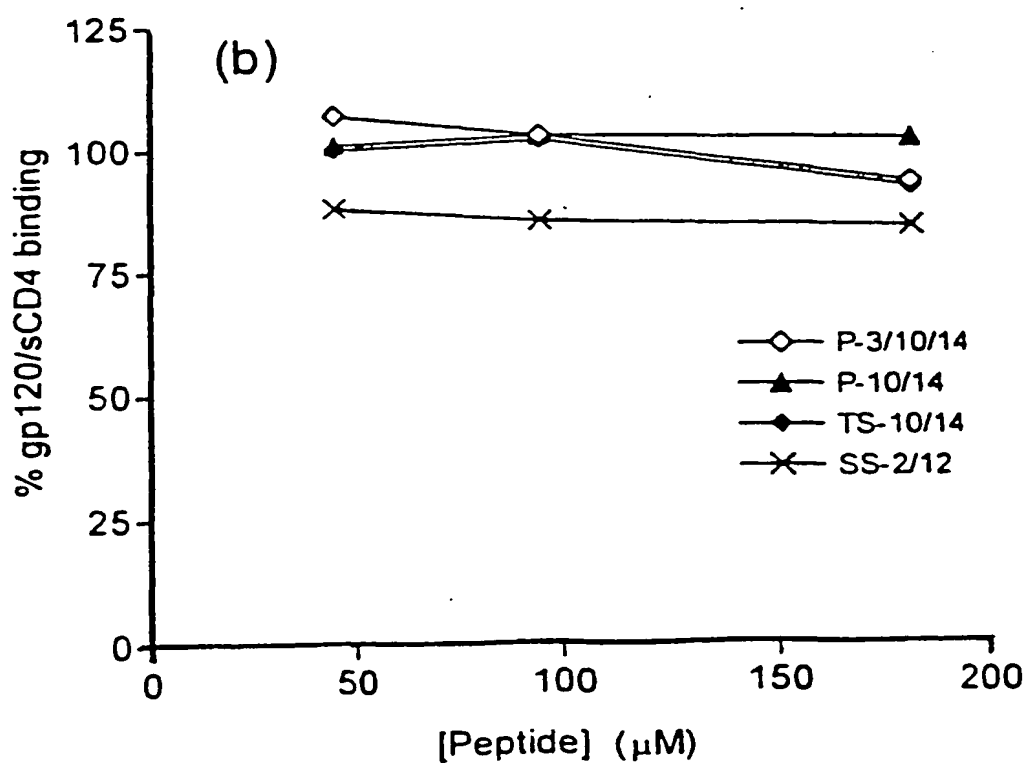 (b)
% gp120/sCD4 binding
125
100
75
50
25
0
P-3/10/14
P-10/14
TS-10/14
SS-2/12
0 50 100 150 200
[Peptide] (μM)